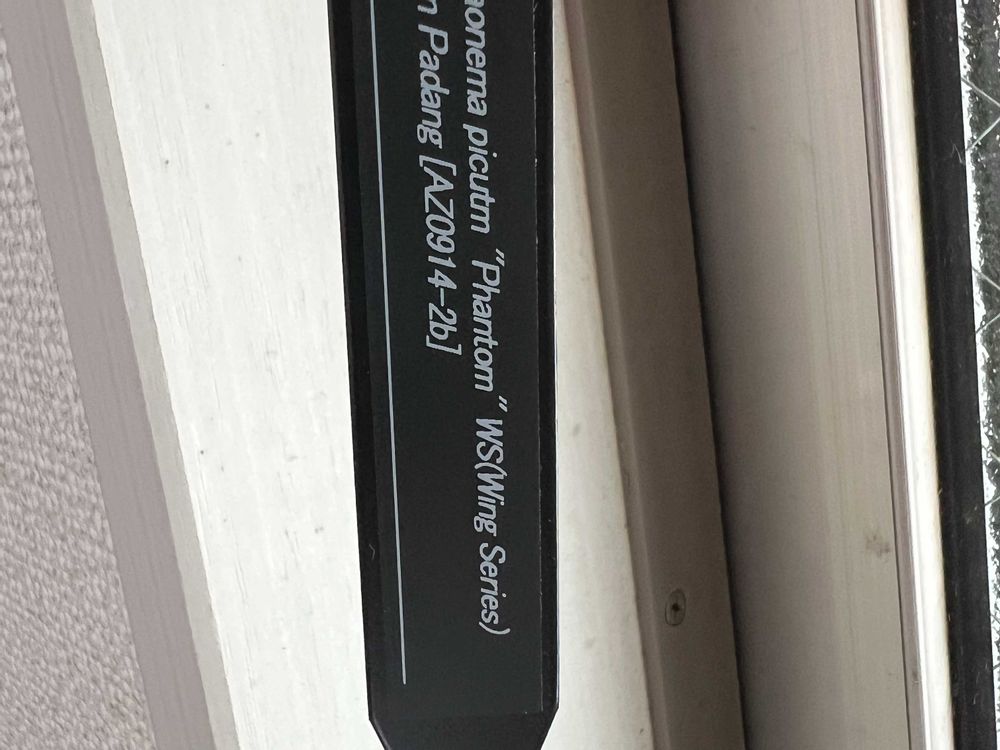 aonema picutm "Phantom" WS(Wing Series)
n Padang [AZ0914-2b]